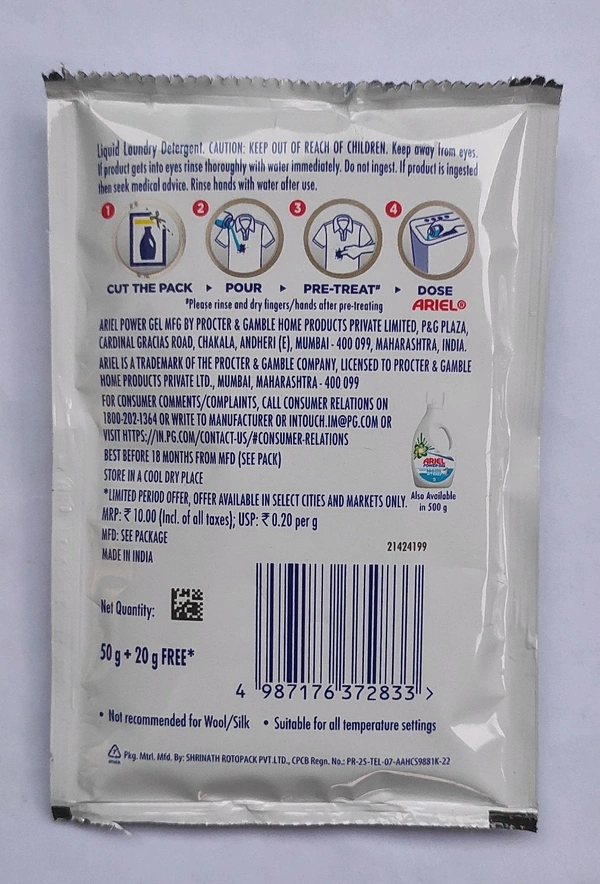 Liquid Laundry Detergent. CAUTION: KEEP OUT OF REACH OF CHILDREN. Keep away from eyes.
If product gets into eyes rinse thoroughly with water immediately. Do not ingest. If product is ingested
then seek medical advice. Rinse hands with water after use.
1 2 3 4
CUT THE PACK ▸ POUR ▸ PRE-TREAT# ▸ DOSE
*Please rinse and dry fingers/hands after pre-treating ARIEL®
ARIEL POWER GEL MFG BY PROCTER & GAMBLE HOME PRODUCTS PRIVATE LIMITED, P&G PLAZA,
CARDINAL GRACIAS ROAD, CHAKALA, ANDHERI (E), MUMBAI - 400 099, MAHARASHTRA, INDIA.
ARIEL IS A TRADEMARK OF THE PROCTER & GAMBLE COMPANY, LICENSED TO PROCTER & GAMBLE
HOME PRODUCTS PRIVATE LTD., MUMBAI, MAHARASHTRA - 400 099
FOR CONSUMER COMMENTS/COMPLAINTS, CALL CONSUMER RELATIONS ON
1800-202-1364 OR WRITE TO MANUFACTURER OR INTOUCH.IM@PG.COM OR
VISIT HTTPS://IN.PG.COM/CONTACT-US/#CONSUMER-RELATIONS
BEST BEFORE 18 MONTHS FROM MFD (SEE PACK)
STORE IN A COOL DRY PLACE
ARIEL
POWER GEL
Also Available
in 500 g
*LIMITED PERIOD OFFER, OFFER AVAILABLE IN SELECT CITIES AND MARKETS ONLY.
MRP: ₹ 10.00 (Incl. of all taxes); USP: ₹ 0.20 per g
MFD: SEE PACKAGE
21424199
MADE IN INDIA
Net Quantity:
50 g + 20 g FREE*
4 987176 372833 >
• Not recommended for Wool/Silk • Suitable for all temperature settings
Pkg. Mtrl. Mfd. By: SHRINATH ROTOPACK PVT.LTD., CPCB Regn. No.: PR-25-TEL-07-AAHCS9881K-22